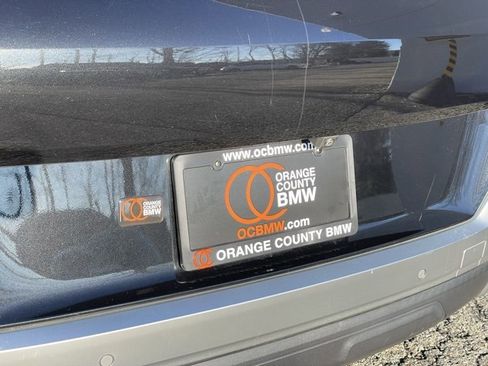 www.ocbmw.com
ORANGE
COUNTY
BMW
OCBMW.com
ORANGE COUNTY BMW
ORANGE
COUNTY
BMW